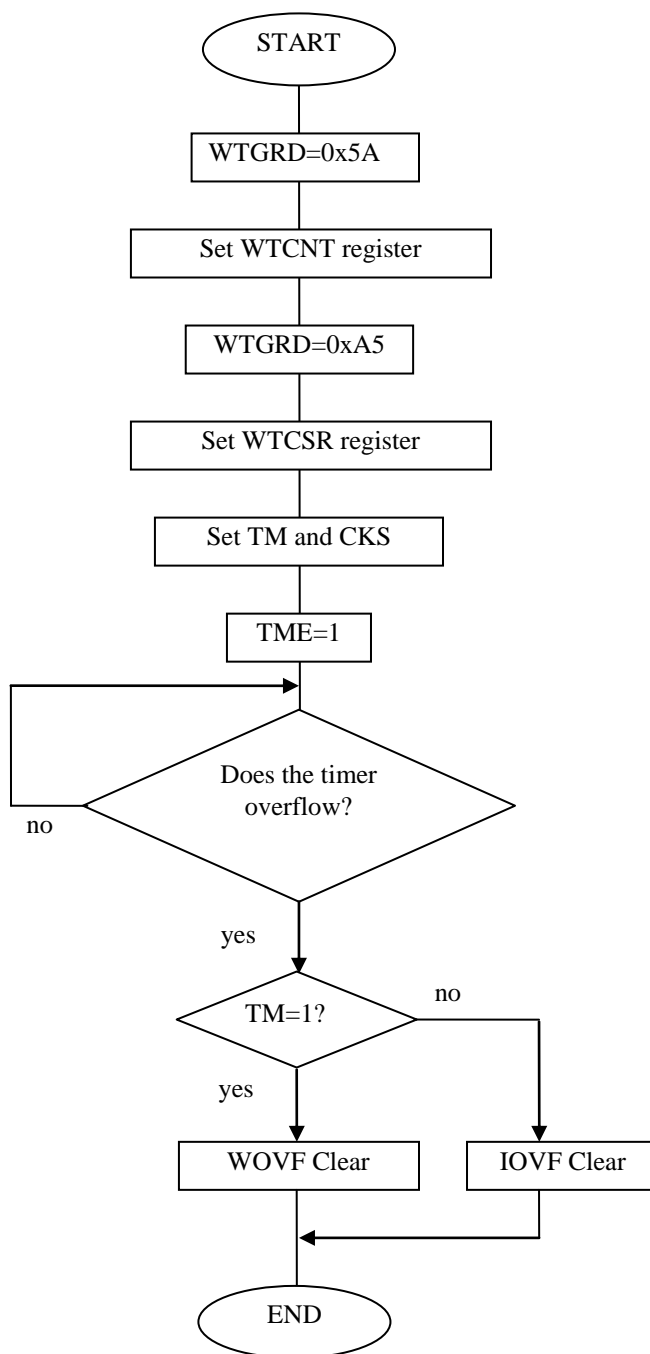 START
WTGRD=0x5A
Set WTCNT register
WTGRD=0xA5
Set WTCSR register
Set TM and CKS
TME=1
Does the timer
overflow?
no
yes
TM=1?
no
yes
WOVF Clear
IOVF Clear
END